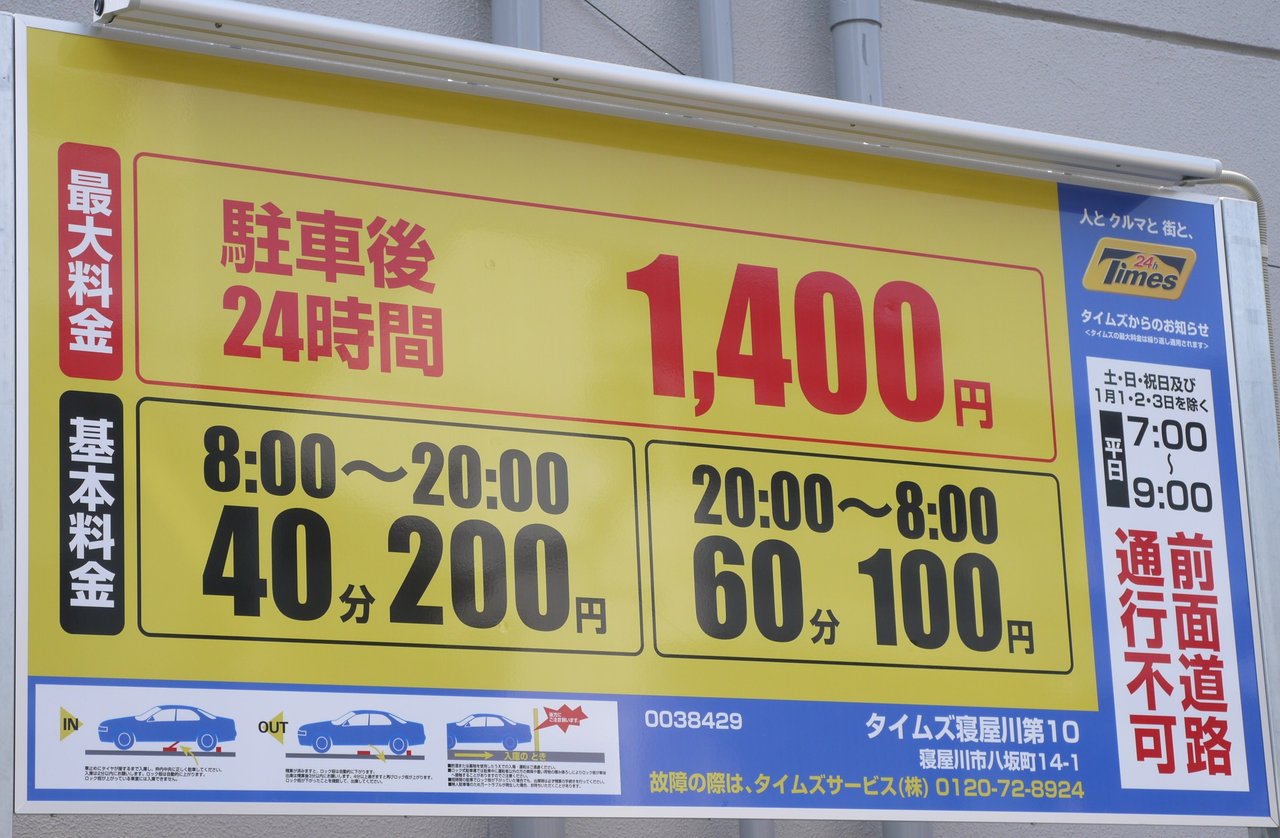 最大料金
駐車後
24時間
1,400円
基本料金
8:00〜20:00
40分 200円
20:00〜8:00
60分 100円
人と クルマと 街と、
24h
Times
タイムズからのお知らせ
<タイムズの最大料金は繰り返し適用されます>
土・日・祝日及び
1月1・2・3日を除く
平日
7:00
〜
9:00
前面道路
通行不可
IN
OUT
入庫の とき
0038429
タイムズ寝屋川第10
寝屋川市八坂町14-1
故障の際は、タイムズサービス(株) 0120-72-8924